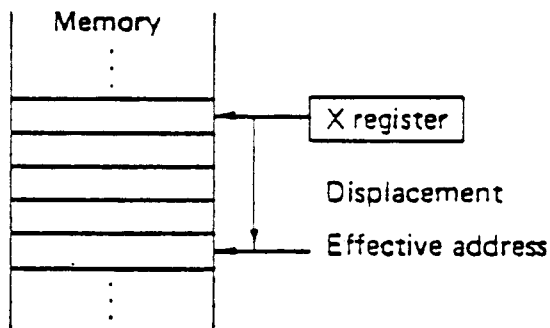 Memory
X register
Displacement
Effective address